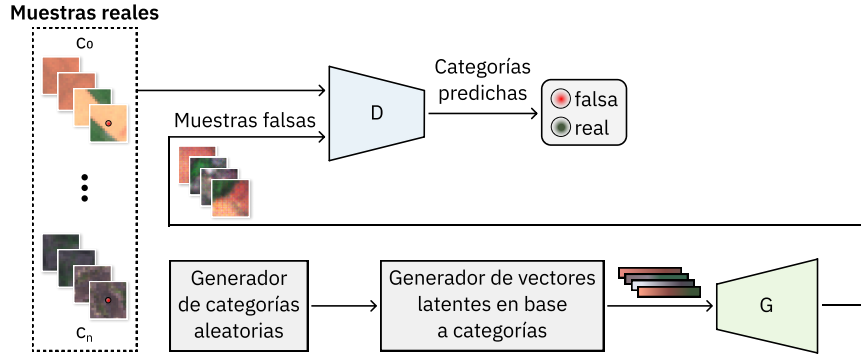 Muestras reales
C₀
Cₙ
Muestras falsas
D
Categorías
predichas
falsa
real
Generador
de categorías
aleatorias
Generador de vectores
latentes en base
a categorías
G